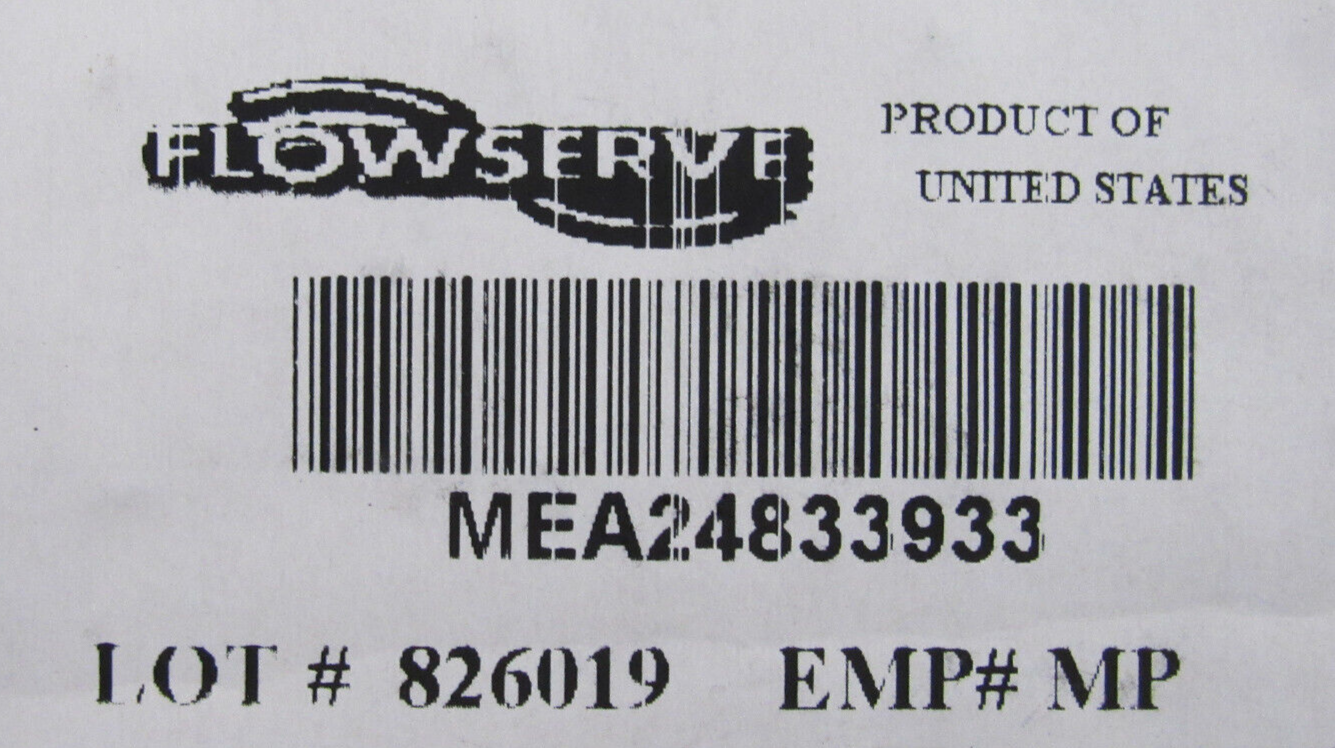 FLOWSERVE
PRODUCT OF
UNITED STATES
MEA24833933
LOT # 826019 EMP# MP